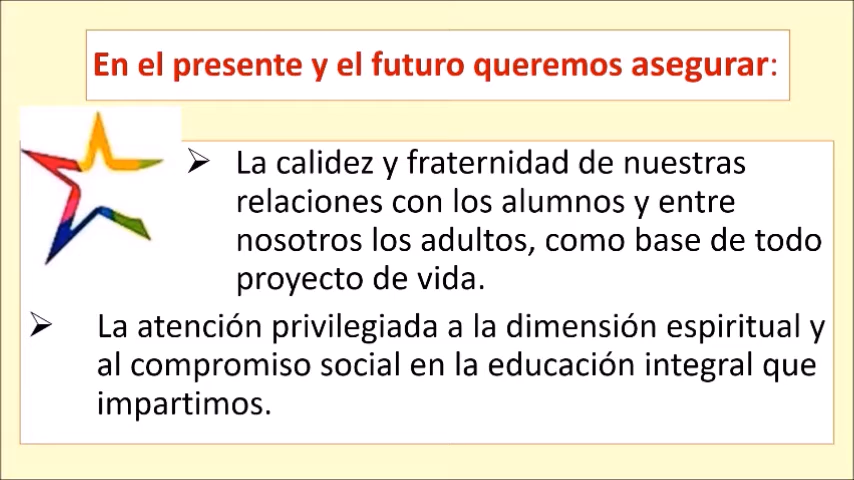 En el presente y el futuro queremos asegurar:
➢ La calidez y fraternidad de nuestras
relaciones con los alumnos y entre
nosotros los adultos, como base de todo
proyecto de vida.
➢ La atención privilegiada a la dimensión espiritual y
al compromiso social en la educación integral que
impartimos.